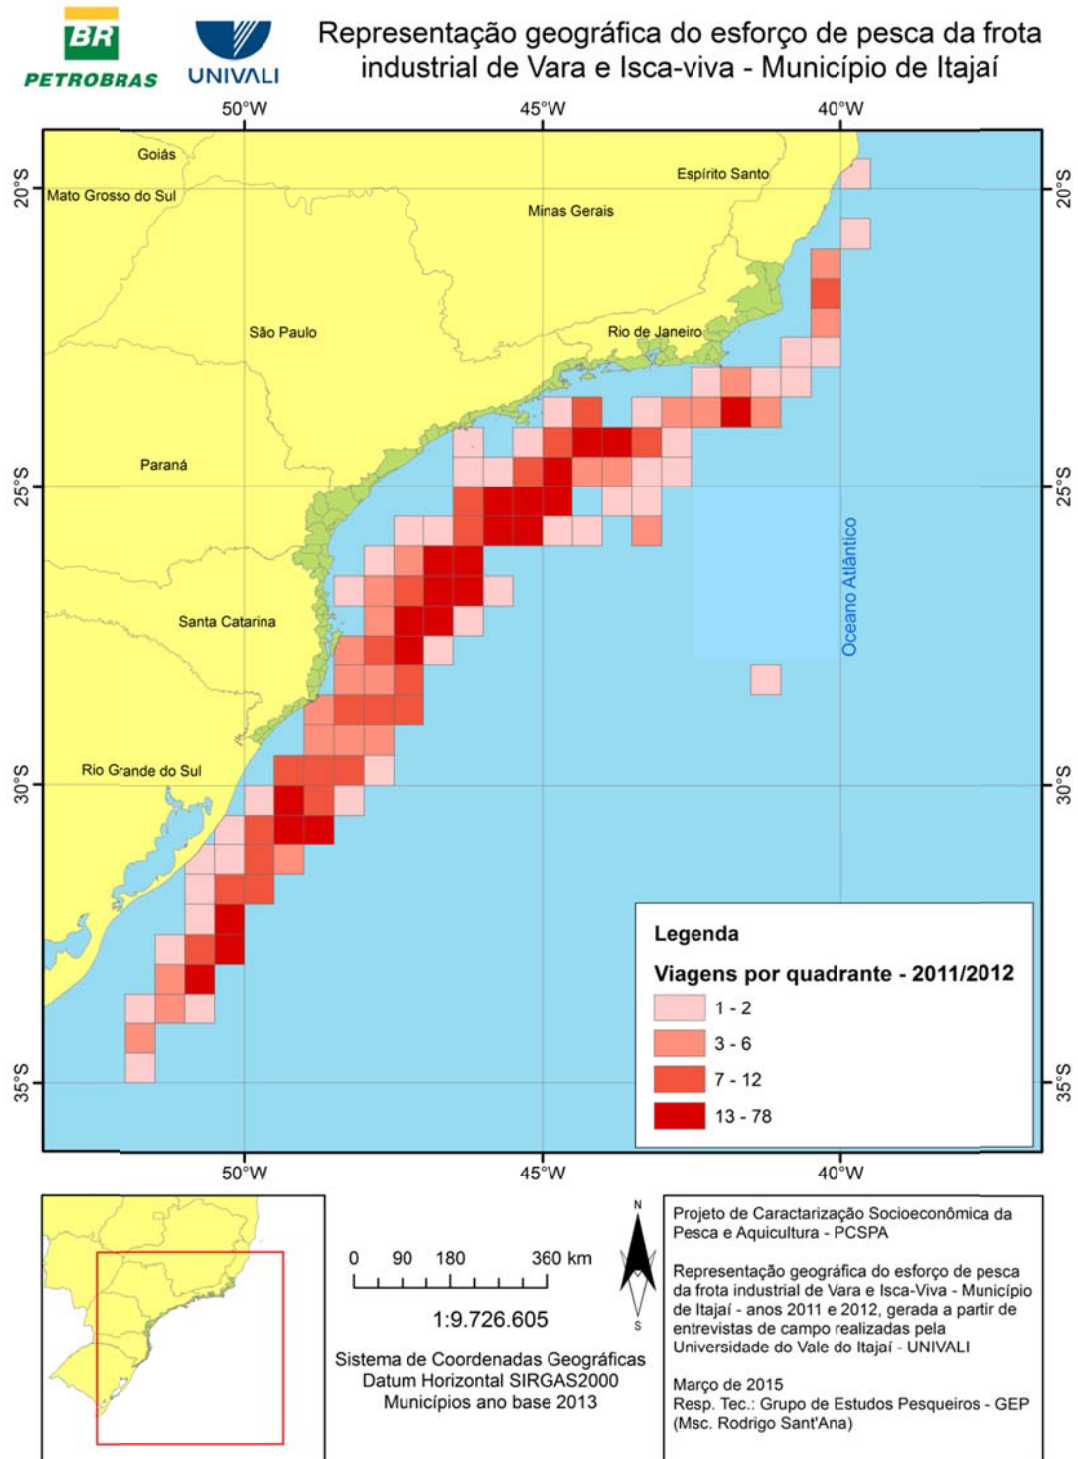 BR
PETROBRAS
UNIVALI
Representação geográfica do esforço de pesca da frota
industrial de Vara e Isca-viva - Município de Itajaí
50°W 45°W 40°W
Goiás
Espírito Santo
20°S 20°S
Mato Grosso do Sul
Minas Gerais
São Paulo
Rio de Janeiro
Paraná
25°S 25°S
Oceano Atlântico
Santa Catarina
Rio Grande do Sul
30°S 30°S
Legenda
Viagens por quadrante - 2011/2012
1 - 2
3 - 6
7 - 12
13 - 78
35°S 35°S
50°W 45°W 40°W
0 90 180 360 km
1:9.726.605
Sistema de Coordenadas Geográficas
Datum Horizontal SIRGAS2000
Municípios ano base 2013
N
S
Projeto de Caractarização Socioeconômica da
Pesca e Aquicultura - PCSPA
Representação geográfica do esforço de pesca
da frota industrial de Vara e Isca-Viva - Município
de Itajaí - anos 2011 e 2012, gerada a partir de
entrevistas de campo realizadas pela
Universidade do Vale do Itajaí - UNIVALI
Março de 2015
Resp. Tec.: Grupo de Estudos Pesqueiros - GEP
(Msc. Rodrigo Sant'Ana)